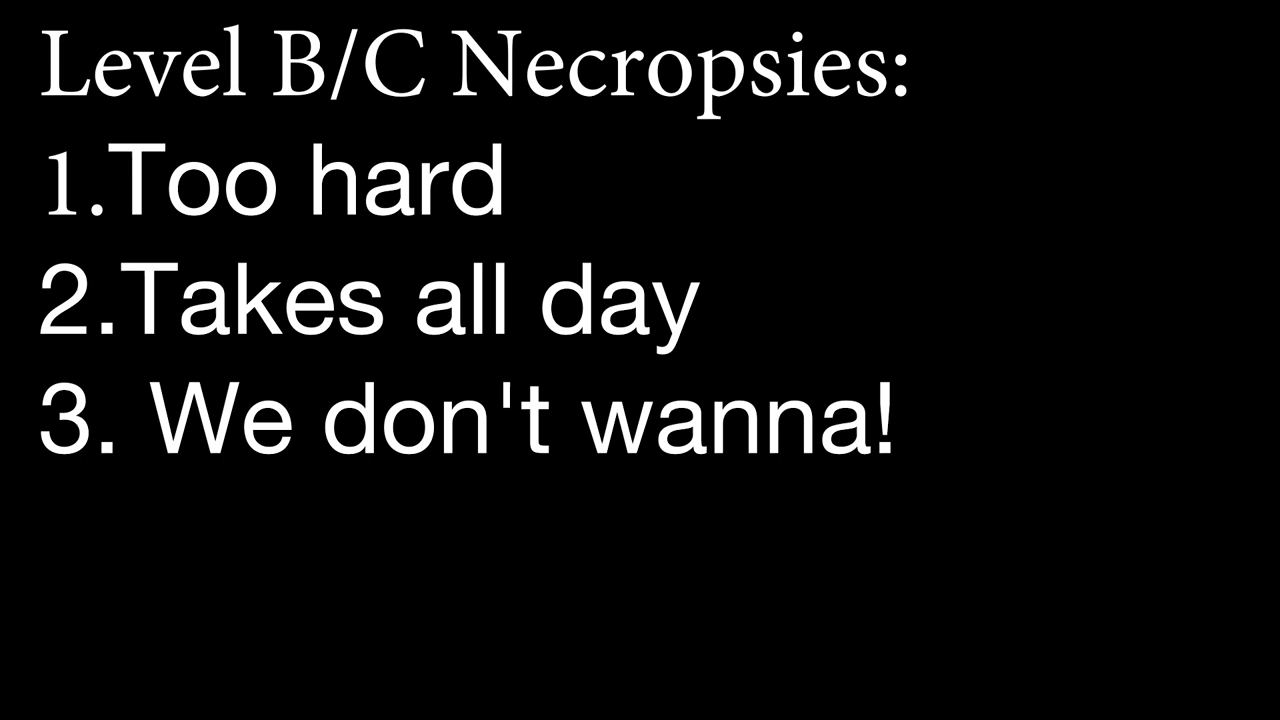 Level B/C Necropsies:
1.Too hard
2.Takes all day
3. We don't wanna!